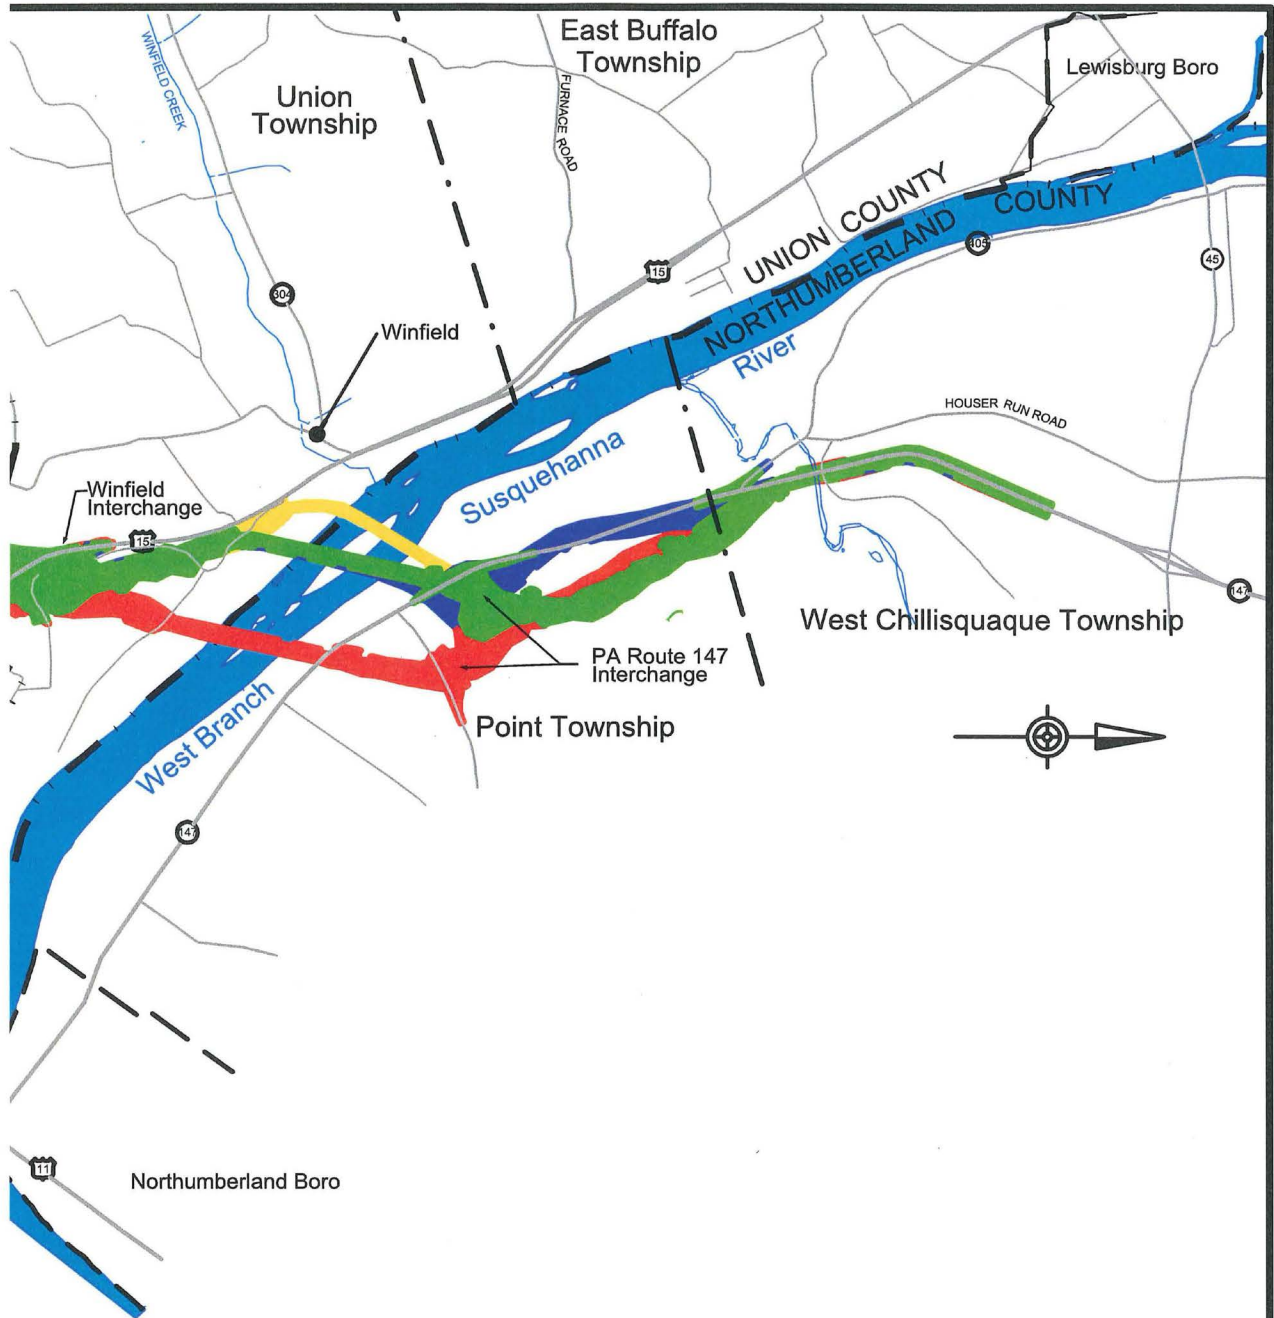 East Buffalo
Township
Lewisburg Boro
WINFIELD CREEK
Union
Township
FURNACE ROAD
UNION COUNTY
NORTHUMBERLAND COUNTY
15
405
45
304
Winfield
River
HOUSER RUN ROAD
Susquehanna
Winfield
Interchange
15
147
West Chillisquaque Township
PA Route 147
Interchange
West Branch
Point Township
147
11
Northumberland Boro